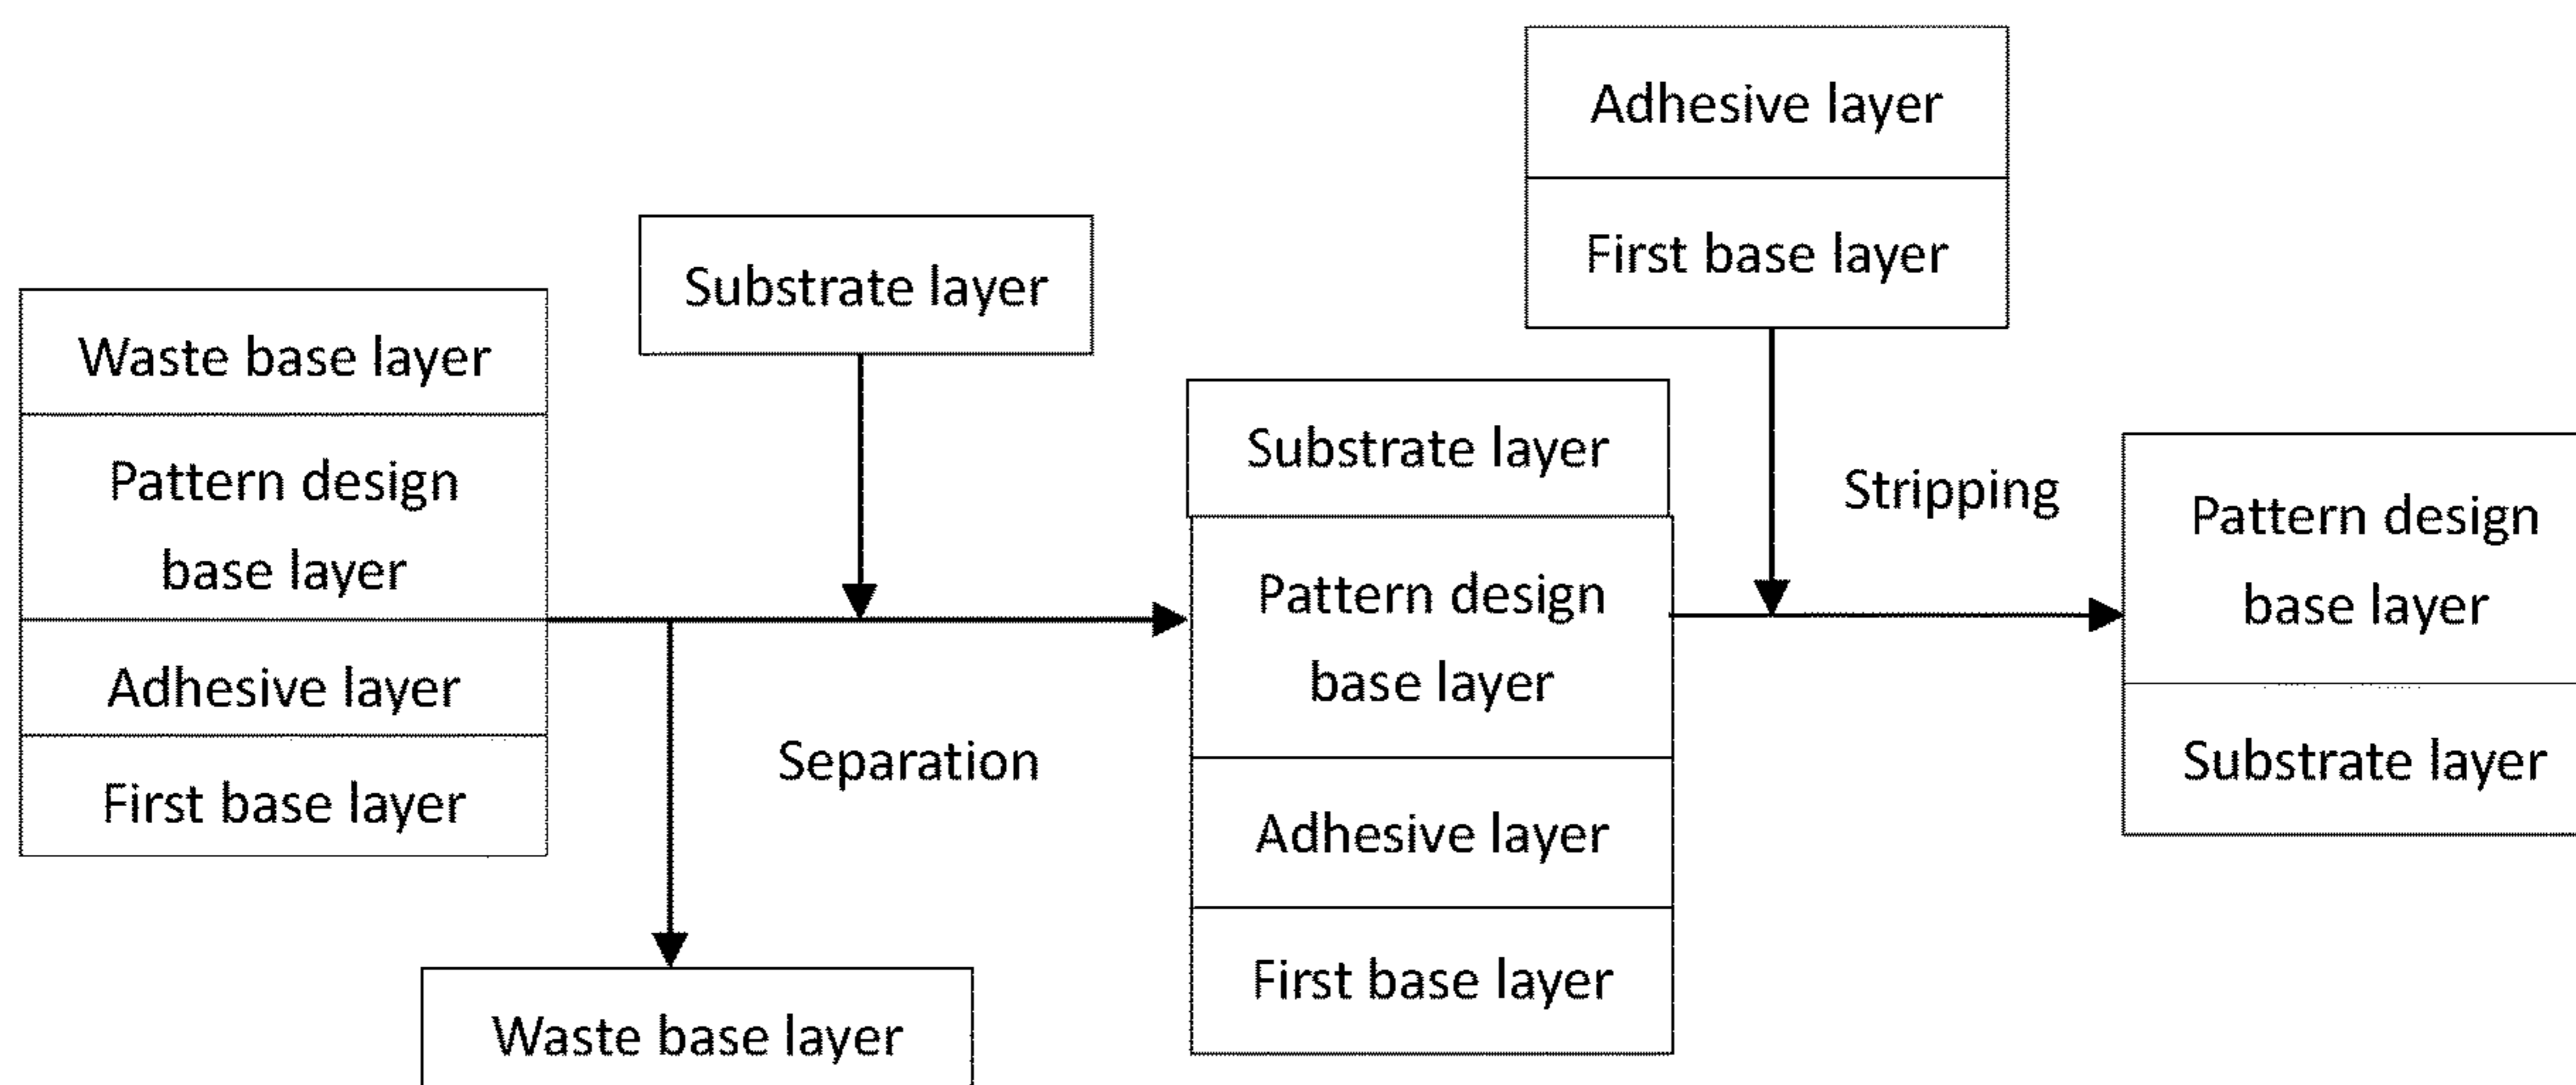 Waste base layer
Pattern design
base layer
Adhesive layer
First base layer
Substrate layer
Separation
Waste base layer
Substrate layer
Pattern design
base layer
Adhesive layer
First base layer
Adhesive layer
First base layer
Stripping
Pattern design
base layer
Substrate layer